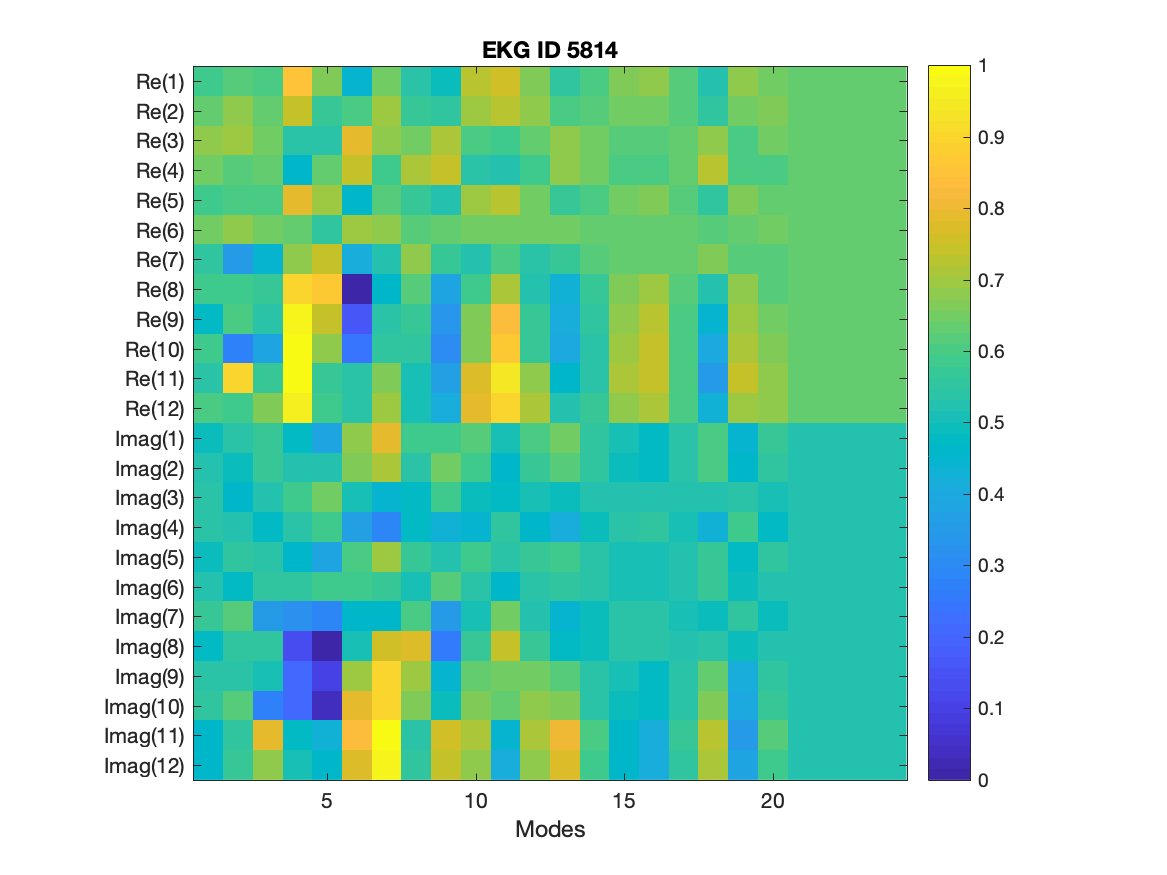 EKG ID 5814
Re(1)
Re(2)
Re(3)
Re(4)
Re(5)
Re(6)
Re(7)
Re(8)
Re(9)
Re(10)
Re(11)
Re(12)
Imag(1)
Imag(2)
Imag(3)
Imag(4)
Imag(5)
Imag(6)
Imag(7)
Imag(8)
Imag(9)
Imag(10)
Imag(11)
Imag(12)
5 10 15 20
Modes
1
0.9
0.8
0.7
0.6
0.5
0.4
0.3
0.2
0.1
0